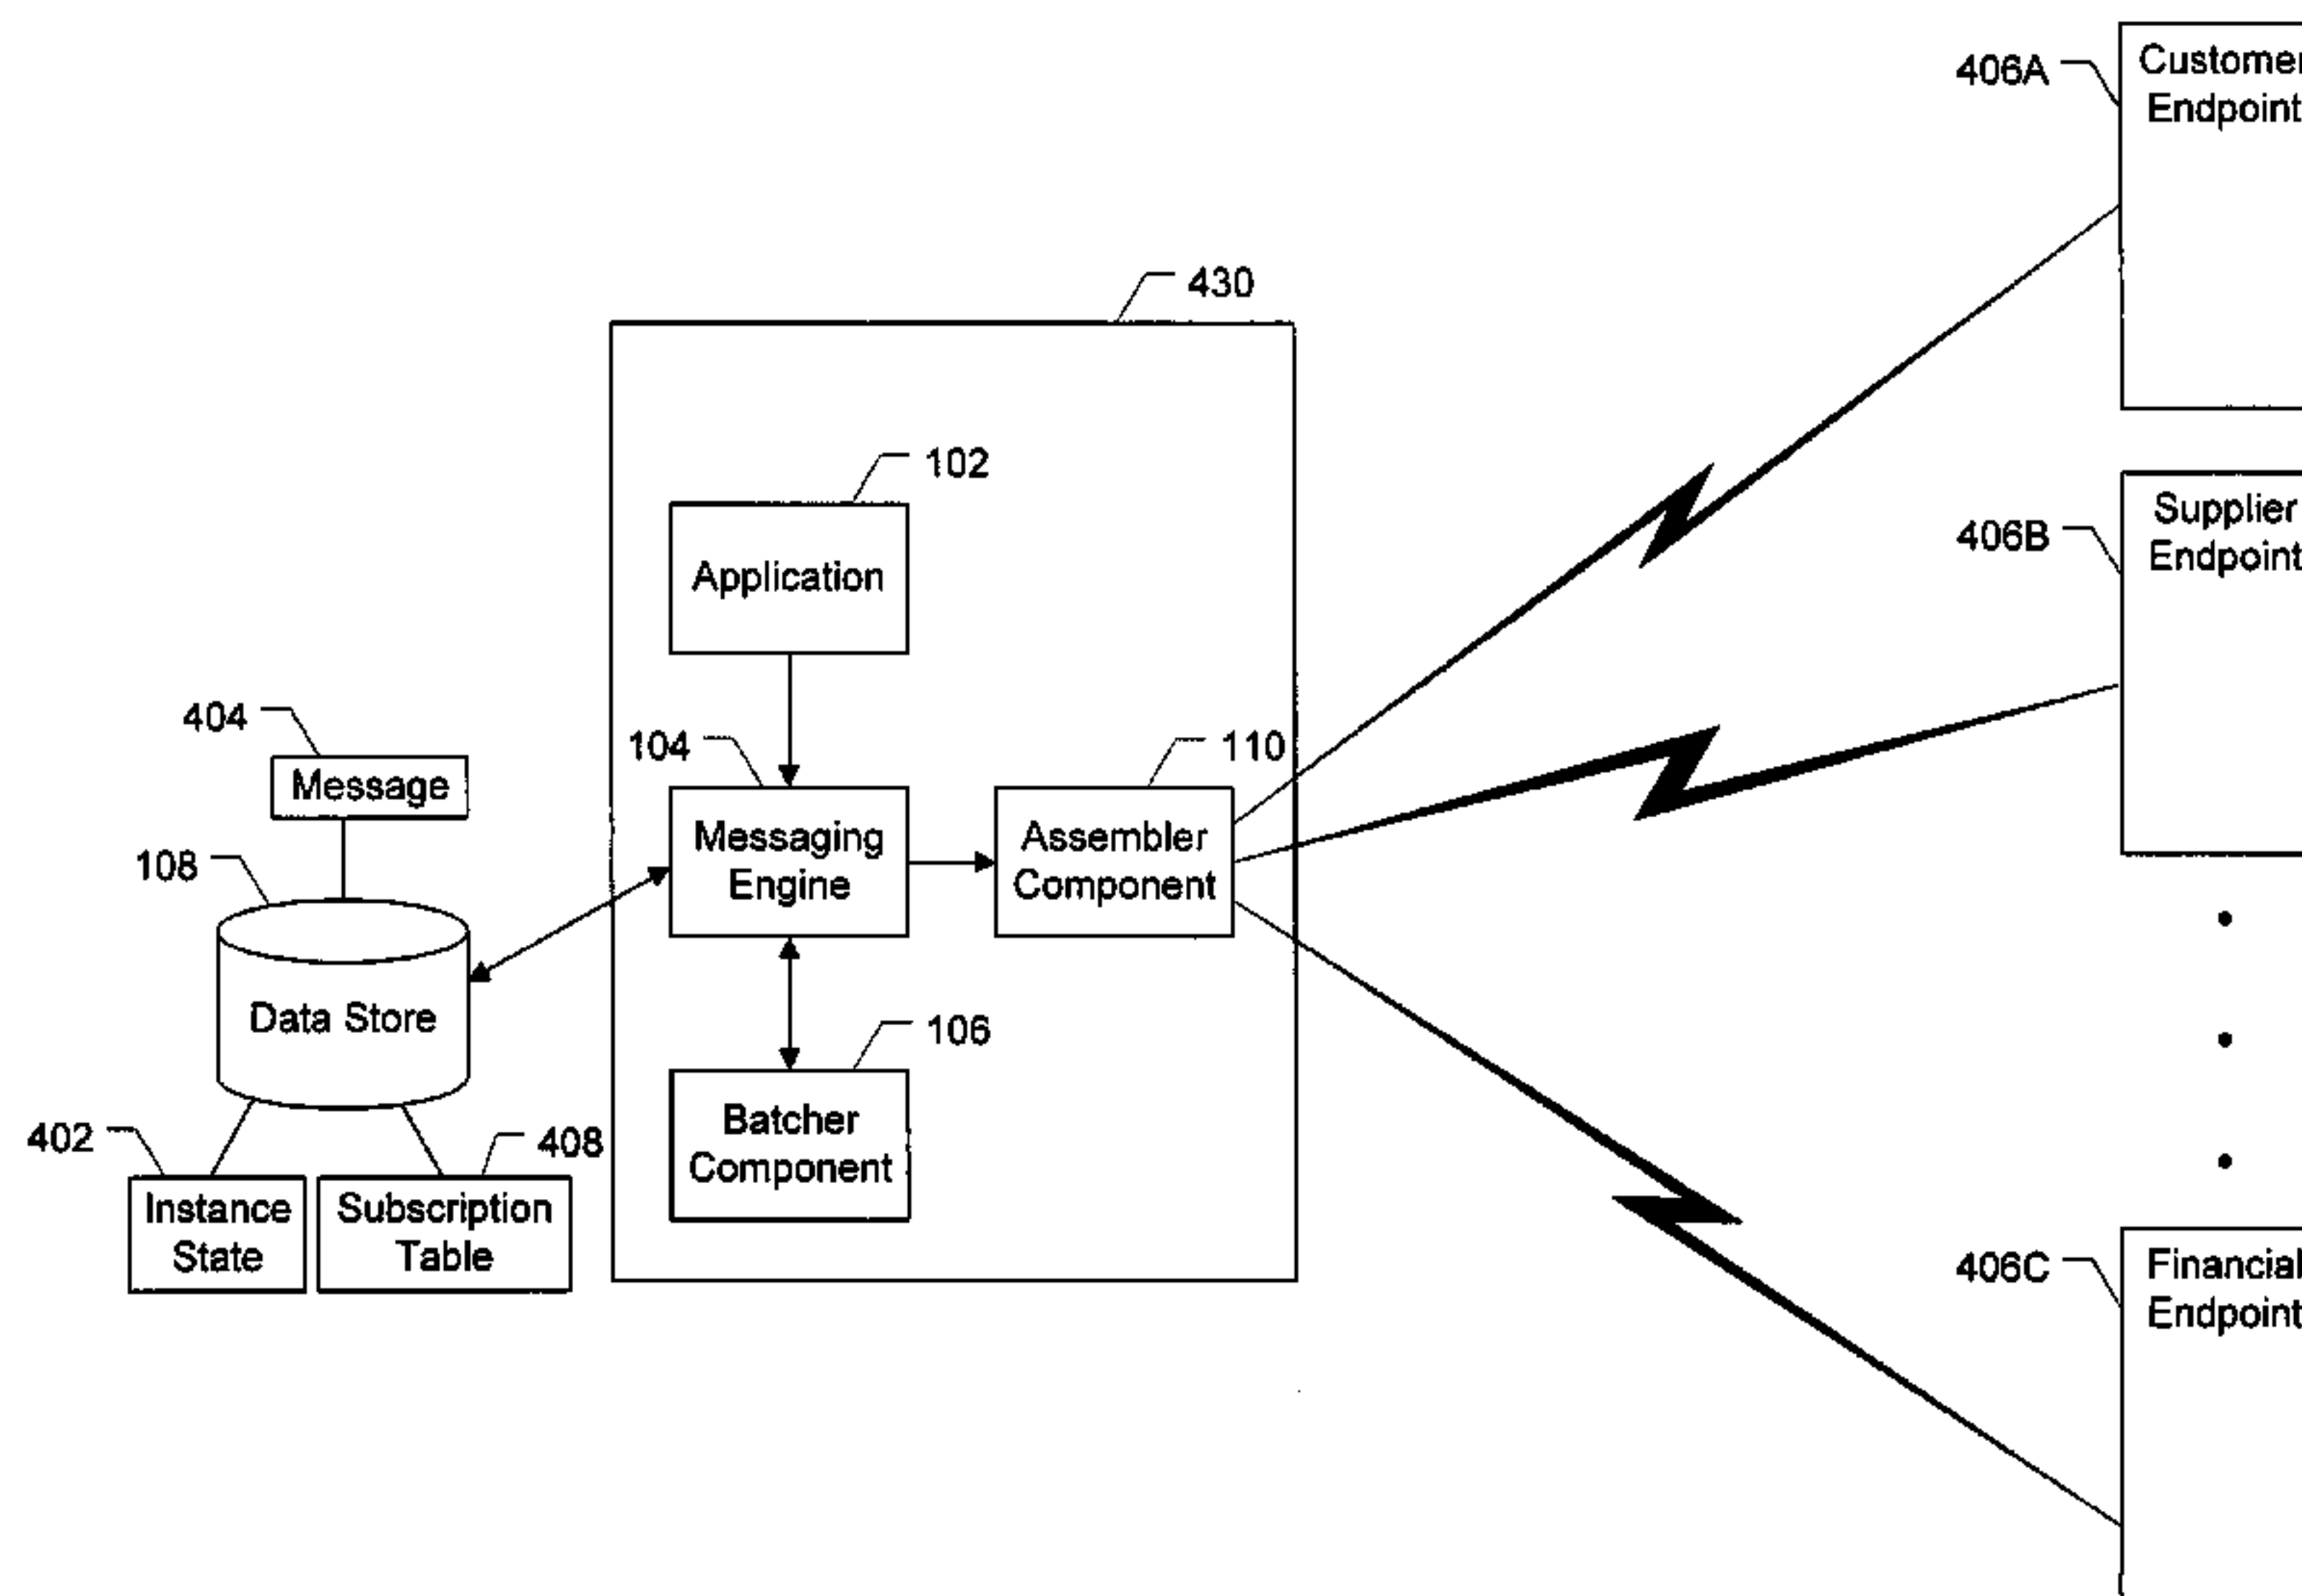 406A
Customer
Endpoint
430
102
Application
406B
Supplier
Endpoint
404
Message
104
Messaging
Engine
110
Assembler
Component
108
Data Store
106
Batcher
Component
402
Instance
State
408
Subscription
Table
406C
Financial
Endpoint